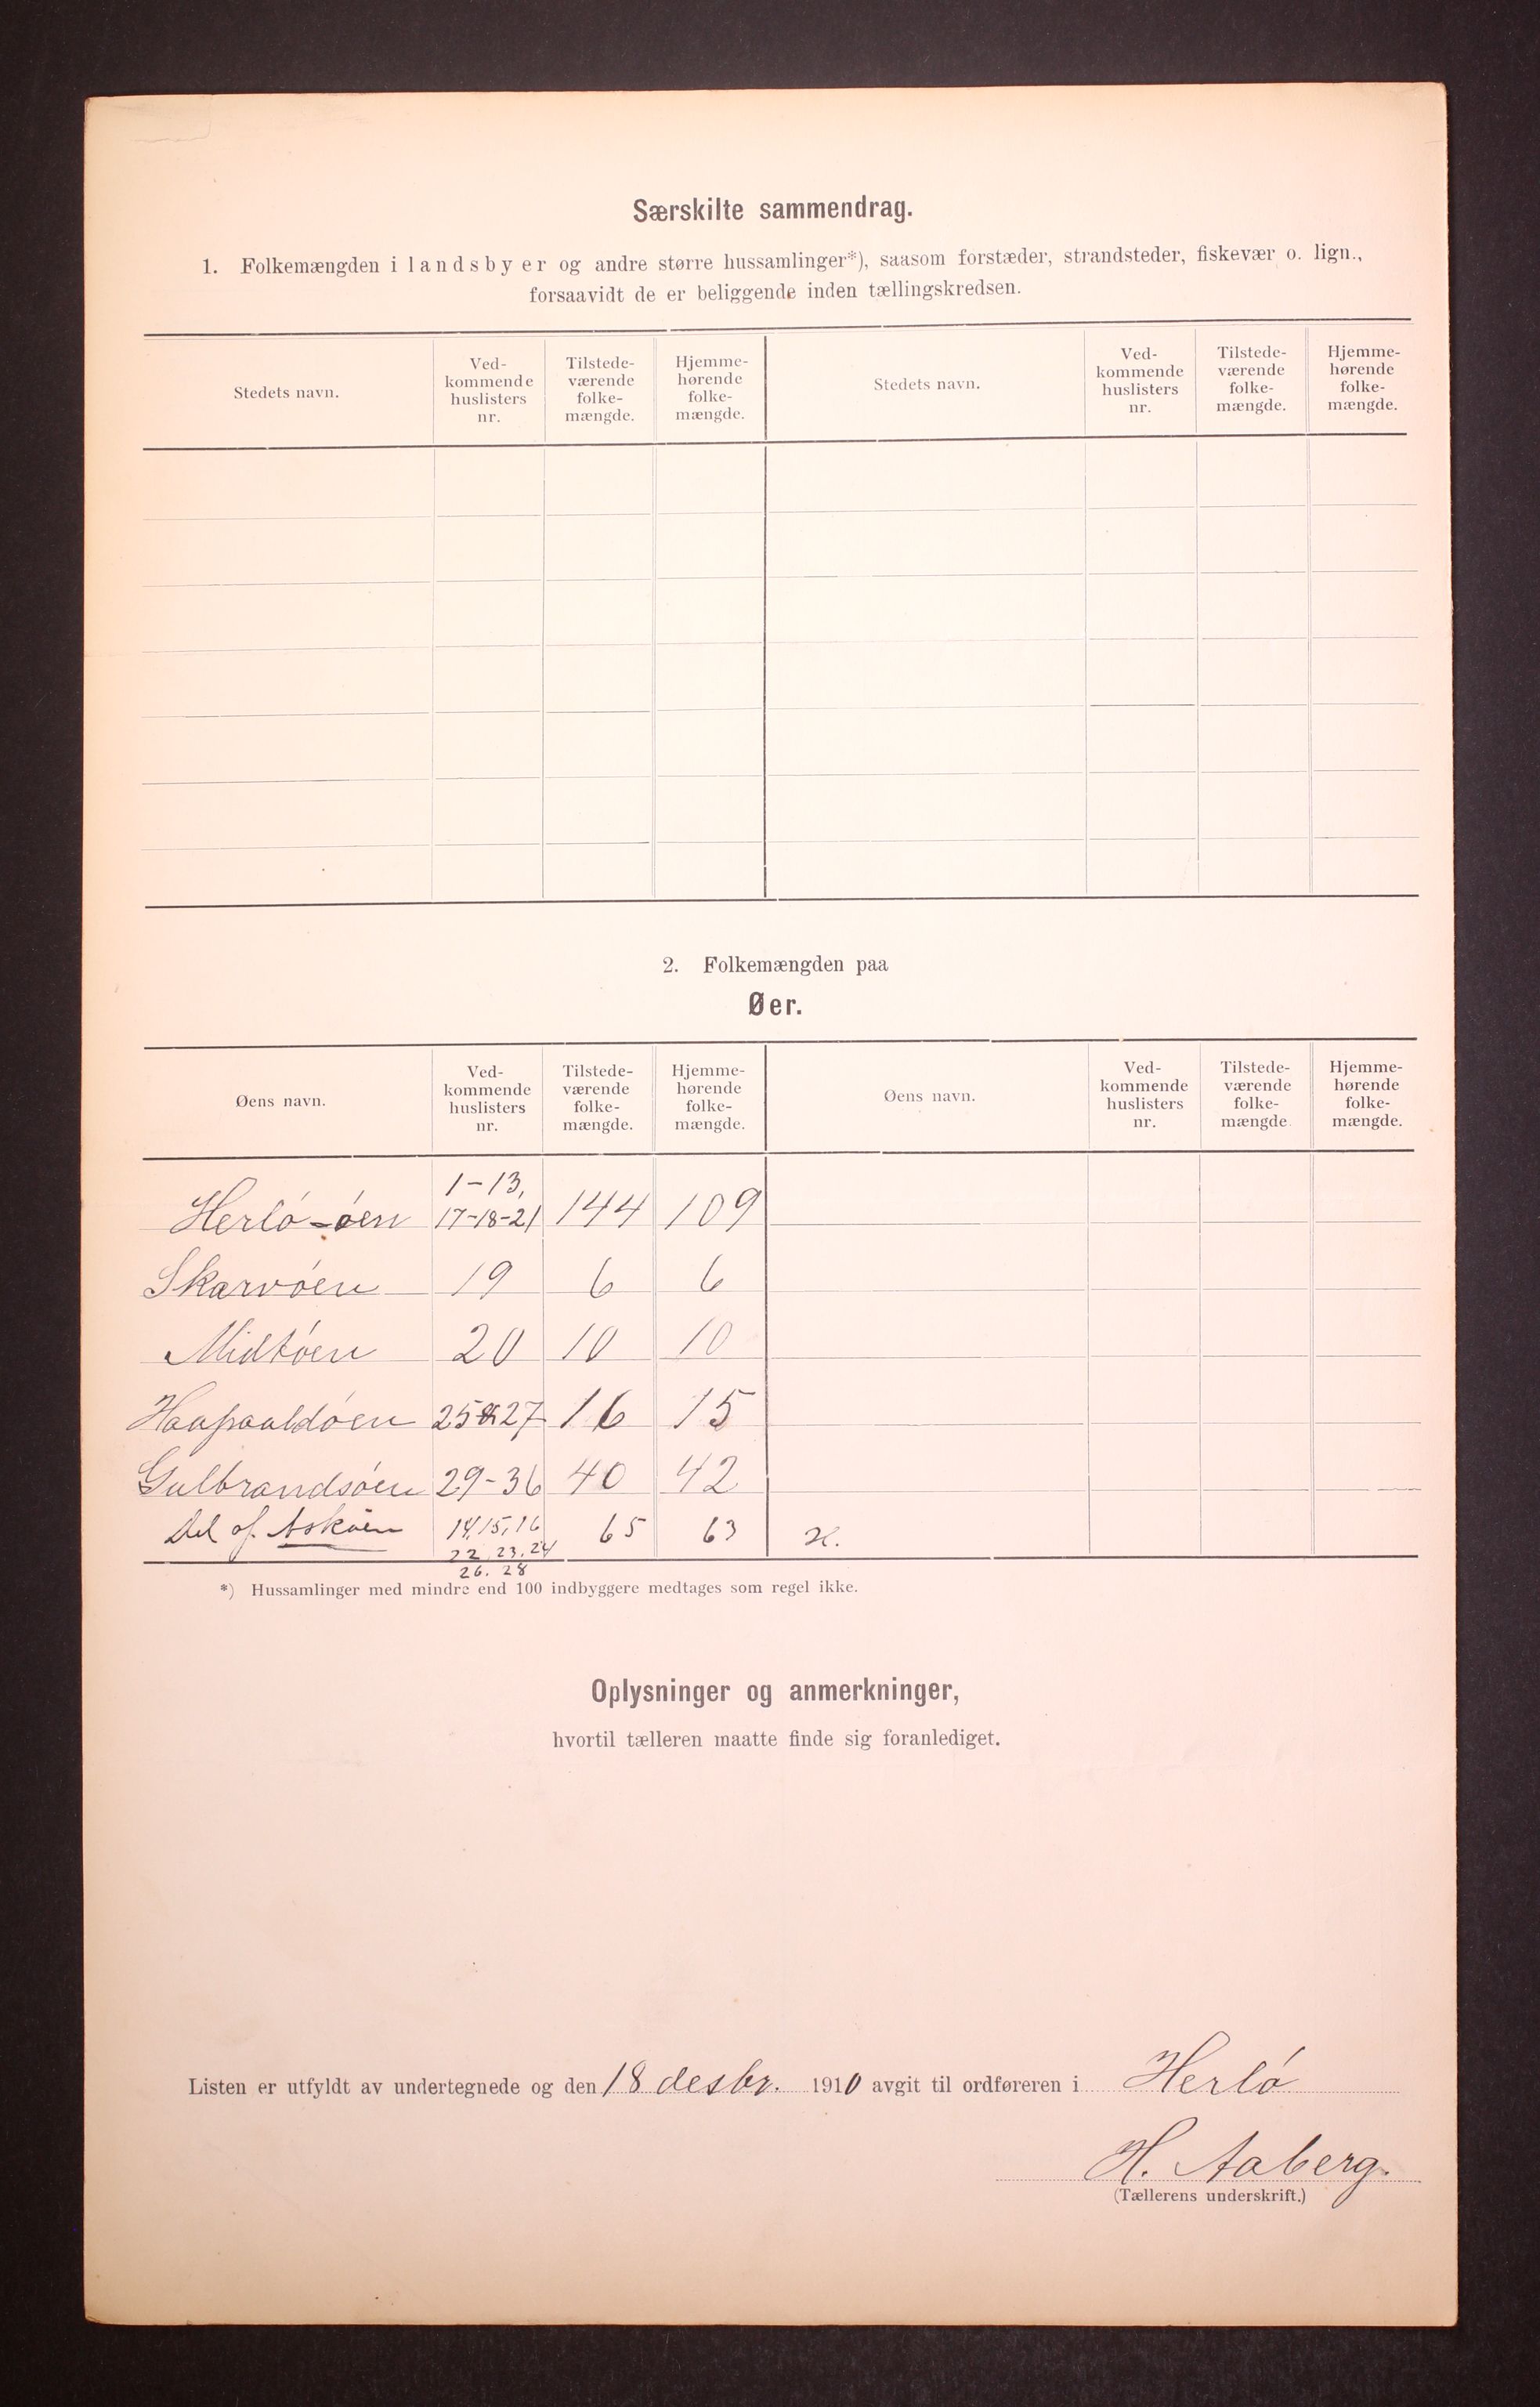 Særskilte sammendrag.
1. Folkemængden i landsbyer og andre større hussamlinger*), saasom forstæder, strandsteder, fiskevær o. lign.,
forsaavidt de er beliggende inden tællingskredsen.
Stedets navn.
Ved-
kommende
huslisters
nr.
Tilstede-
værende
folke-
mængde.
Hjemme-
hørende
folke-
mængde.
Stedets navn.
Ved-
kommende
huslisters
nr.
Tilstede-
værende
folke-
mængde.
Hjemme-
hørende
folke-
mængde.
2. Folkemængden paa
Øer.
Øens navn.
Ved-
kommende
huslisters
nr.
Tilstede-
værende
folke-
mængde.
Hjemme-
hørende
folke-
mængde.
Øens navn.
Ved-
kommende
huslisters
nr.
Tilstede-
værende
folke-
mængde
Hjemme-
hørende
folke-
mængde.
1-13,
Herlö-öen 17-18-21 144 109
Skarvöen 19 6 6
Midtöen 20 10 10
25 & 27 16 15
Gulbrandsöen 29-36 40 42
Del af Askøen 14, 15, 16 65 63 H.
22, 23, 24
26. 28
*) Hussamlinger med mindre end 100 indbyggere medtages som regel ikke.
Oplysninger og anmerkninger,
hvortil tælleren maatte finde sig foranlediget.
Listen er utfyldt av undertegnede og den 18 desbr. 1910 avgit til ordføreren i Herlö
H. Aaberg.
(Tællerens underskrift.)